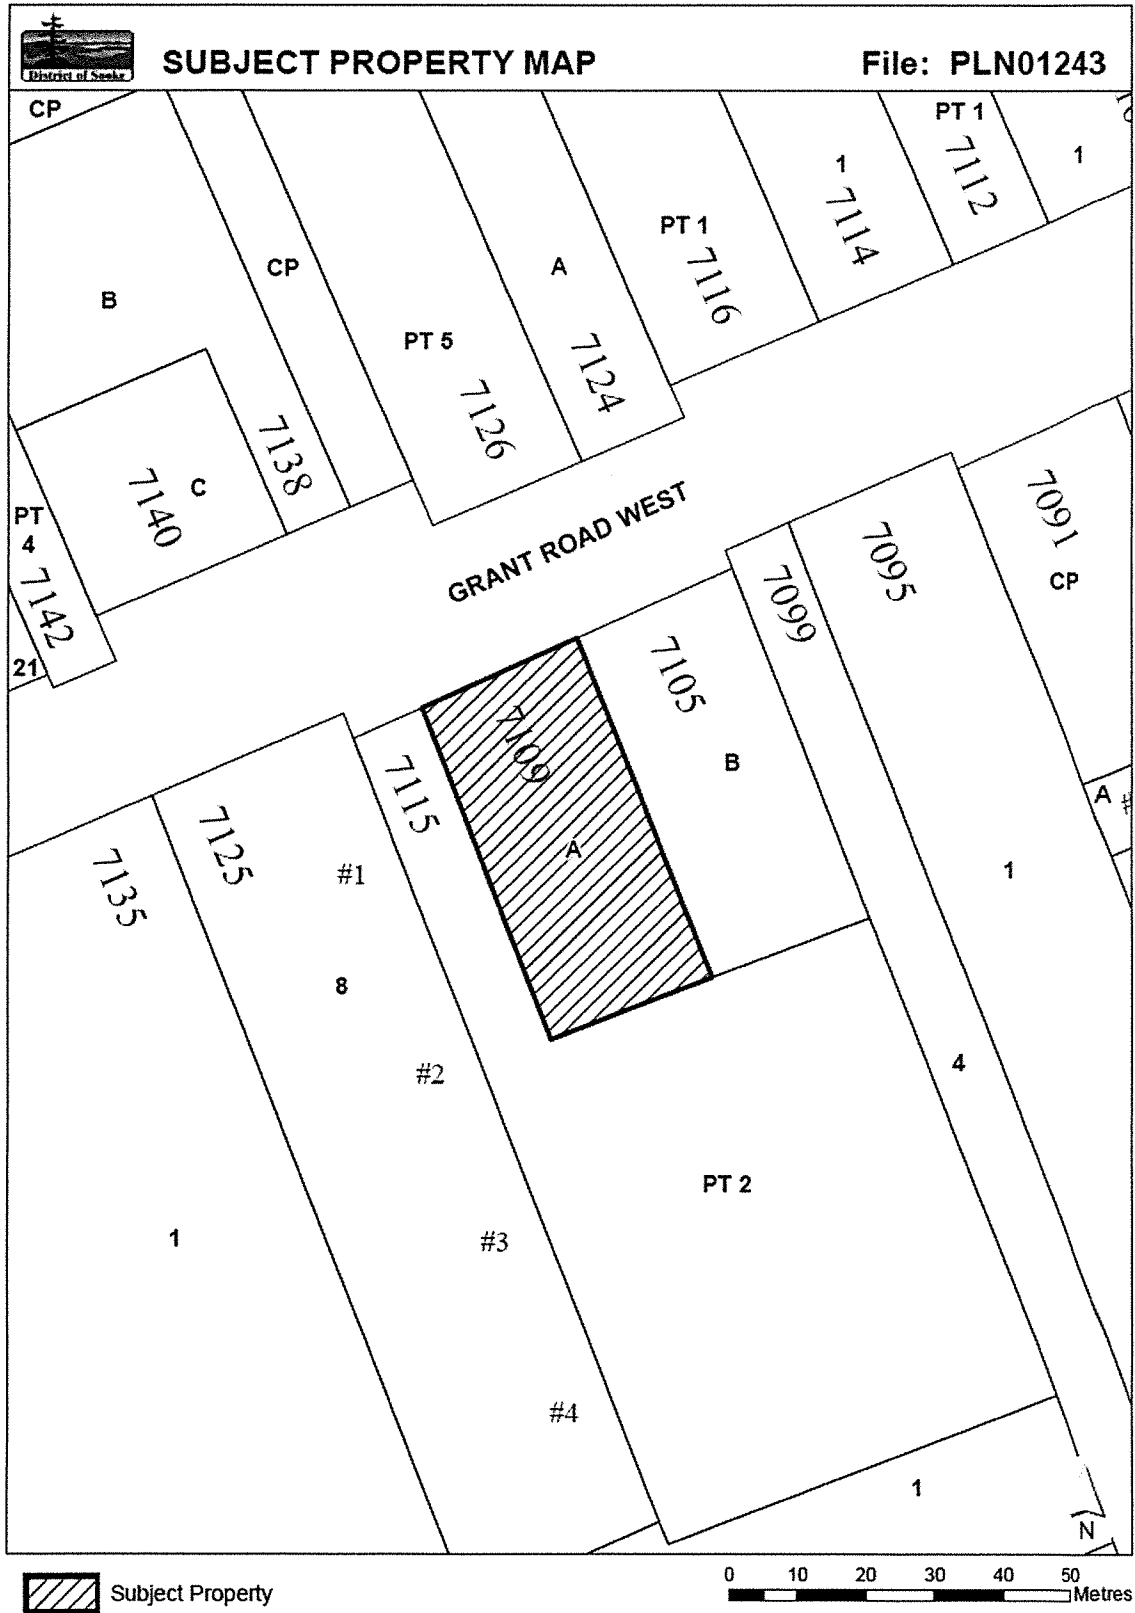 District of Sooke
SUBJECT PROPERTY MAP
File: PLN01243
CP
PT 1
7112
1
1
7114
PT 1
7116
A
7124
CP
B
PT 5
7126
7138
C
7140
PT
4
7142
21
GRANT ROAD WEST
7091
CP
7095
7099
7105
B
7109
A
7115
7125
7135
#1
A #
1
8
#2
4
PT 2
#3
1
#4
1
N
Subject Property
0 10 20 30 40 50
Metres